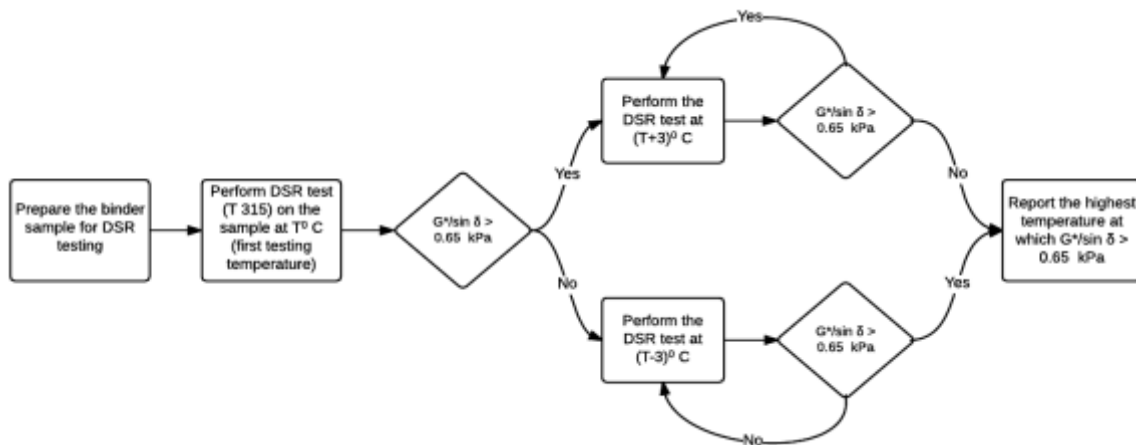 Prepare the binder
sample for DSR
testing
Perform DSR test
(T 315) on the
sample at T⁰ C
(first testing
temperature)
G*/sin δ >
0.65 kPa
Yes
No
Perform the
DSR test at
(T+3)⁰ C
G*/sin δ >
0.65 kPa
Yes
No
Perform the
DSR test at
(T-3)⁰ C
G*/sin δ >
0.65 kPa
No
Yes
Report the highest
temperature at
which G*/sin δ >
0.65 kPa